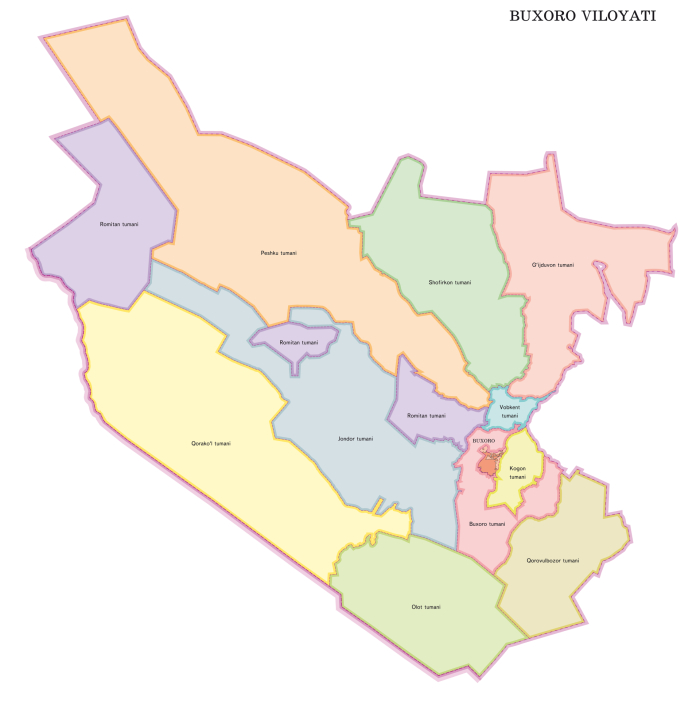 BUXORO VILOYATI
Romitan tumani
Peshku tumani
G'ijduvon tumani
Shofirkon tumani
Romitan tumani
Vobkent
tumani
Romitan tumani
Jondor tumani
BUXORO
Qorako'l tumani
Kogon
tumani
Buxoro tumani
Qorovulbozor tumani
Olot tumani